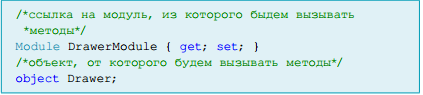 /*ссылка на модуль, из которого быдем вызывать
*методы*/
Module DrawerModule { get; set; }
/*объект, от которого будем вызывать методы*/
object Drawer;